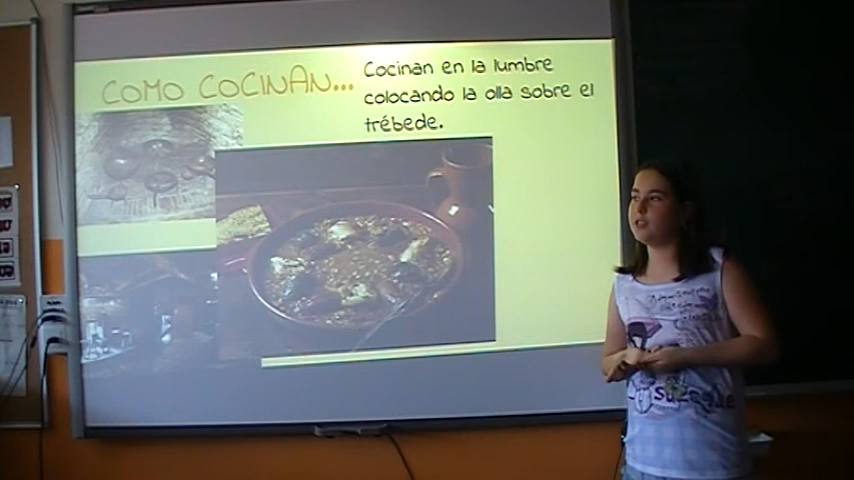 COMO COCINAN...
Cocinan en la lumbre
colocando la olla sobre el
trébede.